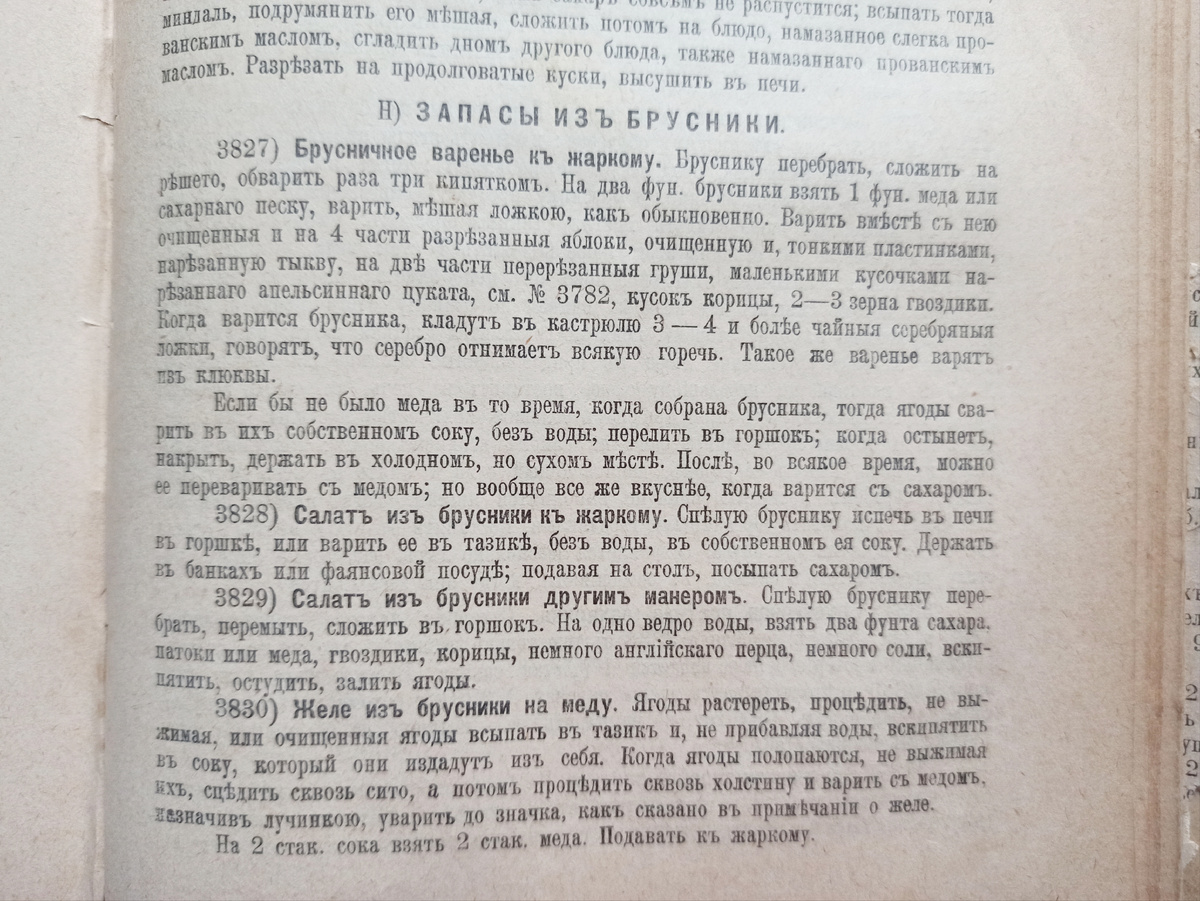 сахаръ совсѣмъ не распустится; всыпать тогда
миндаль, подрумянить его мѣшая, сложить потомъ на блюдо, намазанное слегка про-
ванскимъ масломъ, сгладить дномъ другого блюда, также намазаннаго прованскимъ
масломъ. Разрѣзать на продолговатые куски, высушить въ печи.
Н) ЗАПАСЫ ИЗЪ БРУСНИКИ.
3827) Брусничное варенье къ жаркому. Бруснику перебрать, сложить на
рѣшето, обварить раза три кипяткомъ. На два фун. брусники взять 1 фун. меда или
сахарнаго песку, варить, мѣшая ложкою, какъ обыкновенно. Варить вмѣстѣ съ нею
очищенныя и на 4 части разрѣзанныя яблоки, очищенную и, тонкими пластинками,
нарѣзанную тыкву, на двѣ части перерѣзанныя груши, маленькими кусочками на-
рѣзаннаго апельсиннаго цуката, см. № 3782, кусокъ корицы, 2—3 зерна гвоздики.
Когда варится брусника, кладутъ въ кастрюлю 3 — 4 и болѣе чайныя серебряныя
ложки, говорятъ, что серебро отнимаетъ всякую горечь. Такое же варенье варятъ
изъ клюквы.
Если бы не было меда въ то время, когда собрана брусника, тогда ягоды сва-
рить въ ихъ собственномъ соку, безъ воды; перелить въ горшокъ; когда остынетъ,
накрыть, держать въ холодномъ, но сухомъ мѣстѣ. Послѣ, во всякое время, можно
ее переваривать съ медомъ; но вообще все же вкуснѣе, когда варится съ сахаромъ.
3828) Салатъ изъ брусники къ жаркому. Спѣлую бруснику испечь въ печи
въ горшкѣ, или варить ее въ тазикѣ, безъ воды, въ собственномъ ея соку. Держать
въ банкахъ или фаянсовой посудѣ; подавая на столъ, посыпать сахаромъ.
3829) Салатъ изъ брусники другимъ манеромъ. Спѣлую бруснику пере-
брать, перемыть, сложить въ горшокъ. На одно ведро воды, взять два фунта сахара,
патоки или меда, гвоздики, корицы, немного англійскаго перца, немного соли, вски-
пятить, остудить, залить ягоды.
3830) Желе изъ брусники на меду. Ягоды растереть, процѣдить, не вы-
жимая, или очищенныя ягоды всыпать въ тазикъ и, не прибавляя воды, вскипятить
въ соку, который они издадутъ изъ себя. Когда ягоды полопаются, не выжимая
ихъ, сцѣдить сквозь сито, а потомъ процѣдить сквозь холстину и варить съ медомъ,
назначивъ лучинкою, уварить до значка, какъ сказано въ примѣчаніи о желе.
На 2 стак. сока взять 2 стак. меда. Подавать къ жаркому.